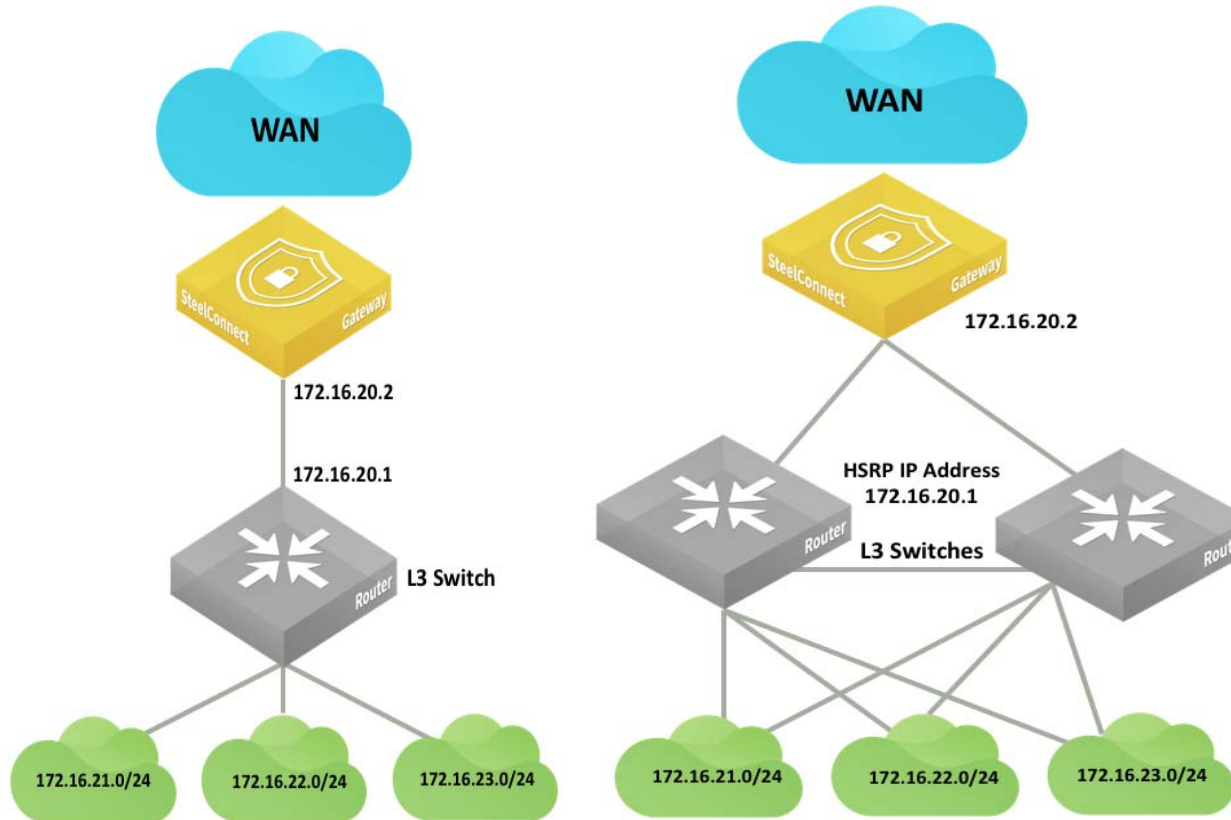 WAN
SteelConnect
Gateway
172.16.20.2
172.16.20.1
Router
L3 Switch
172.16.21.0/24
172.16.22.0/24
172.16.23.0/24
WAN
SteelConnect
Gateway
172.16.20.2
HSRP IP Address
172.16.20.1
Router
L3 Switches
Rout
172.16.21.0/24
172.16.22.0/24
172.16.23.0/24